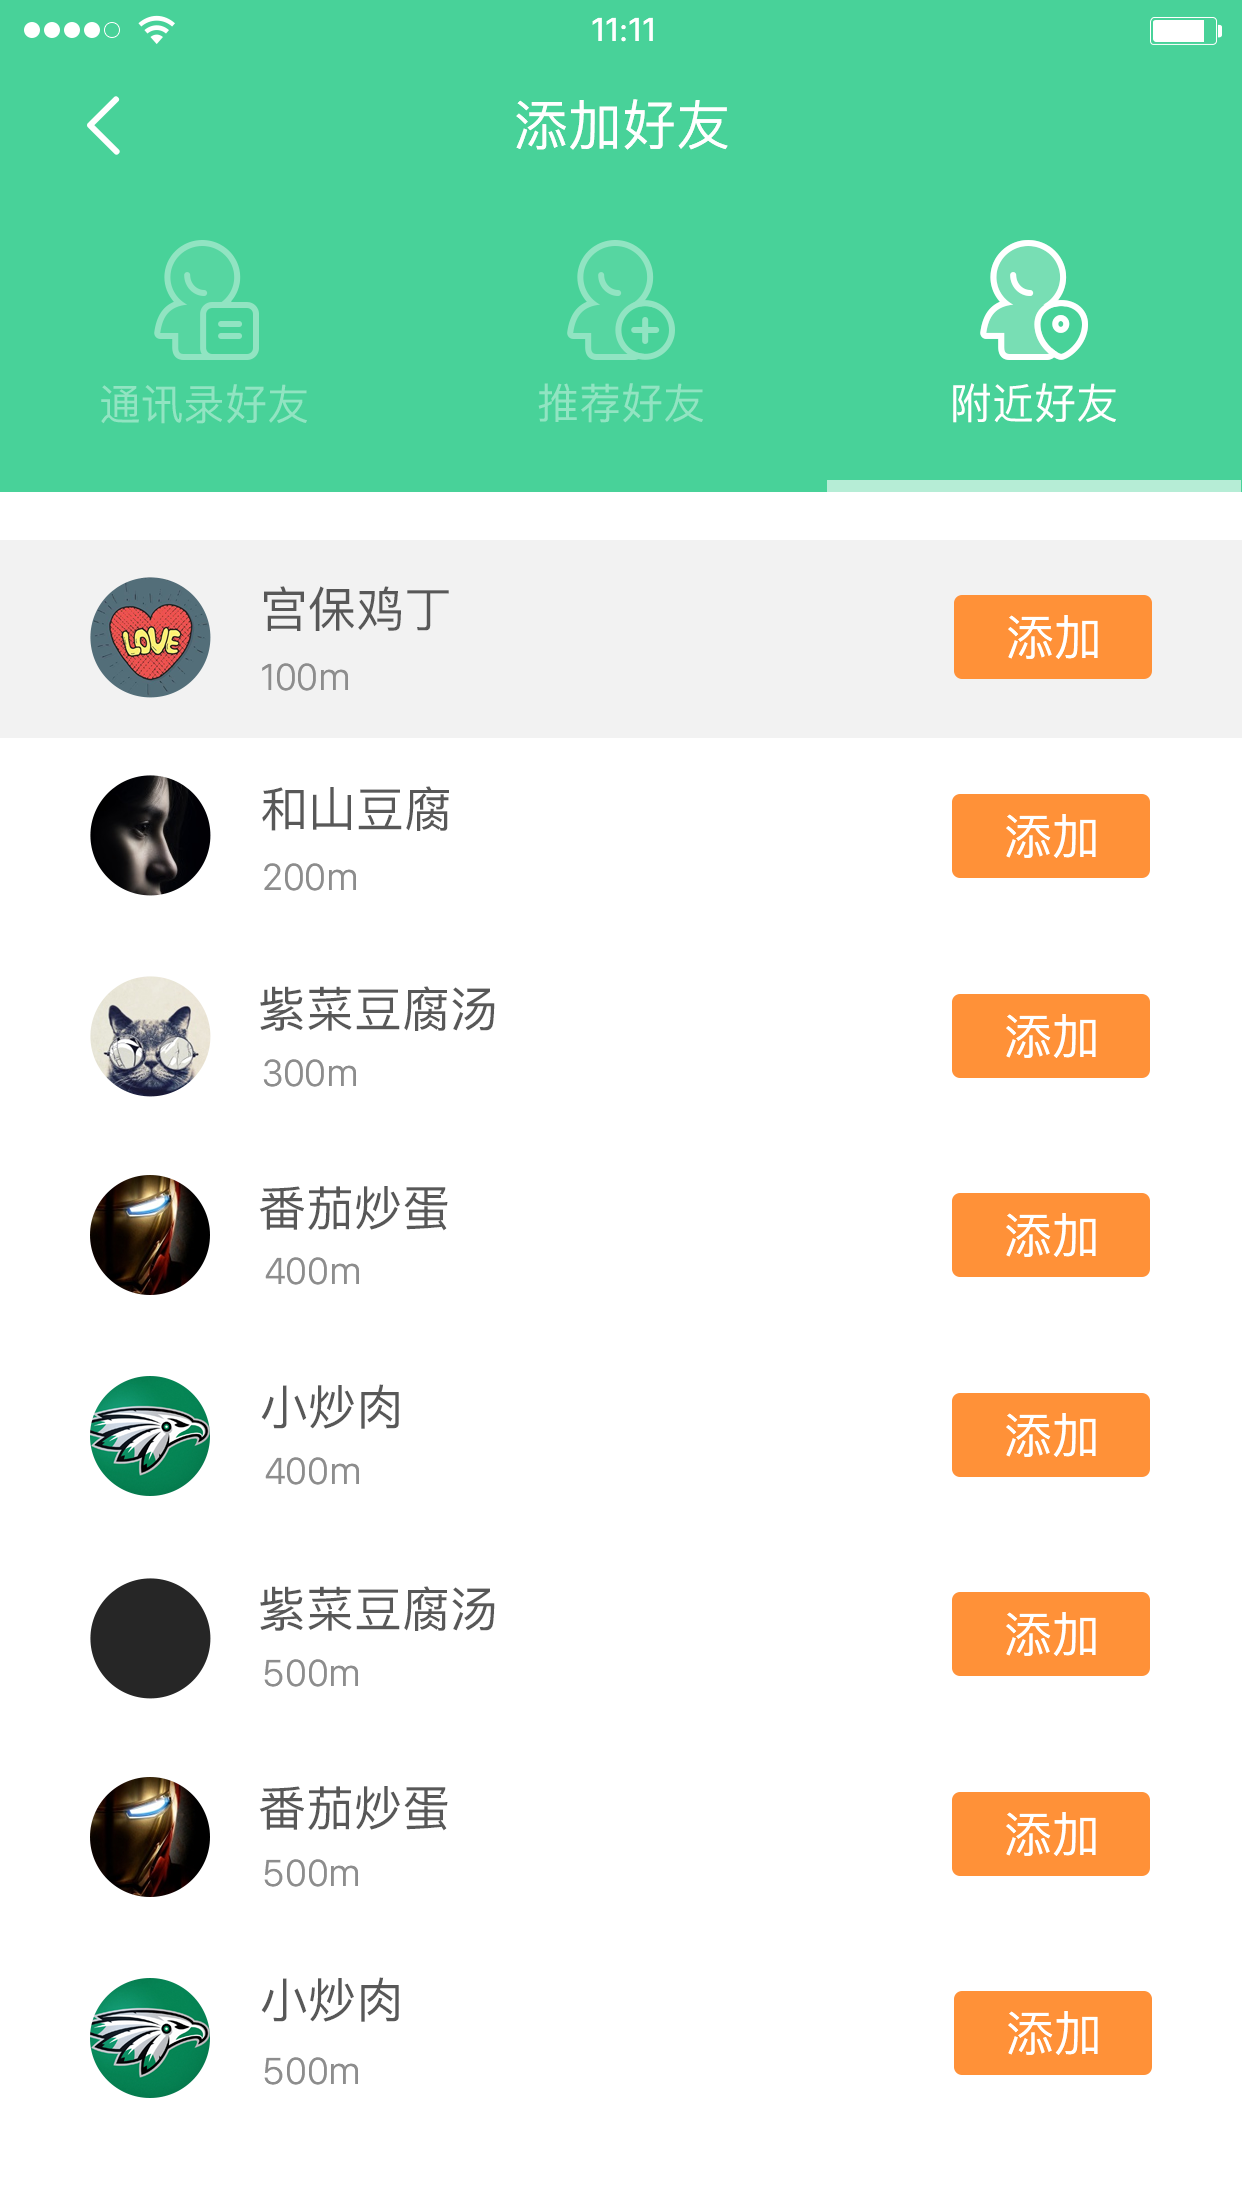 11:11
添加好友
通讯录好友
推荐好友
附近好友
LOVE
宫保鸡丁
100m
添加
和山豆腐
200m
添加
紫菜豆腐汤
300m
添加
番茄炒蛋
400m
添加
小炒肉
400m
添加
紫菜豆腐汤
500m
添加
番茄炒蛋
500m
添加
小炒肉
500m
添加